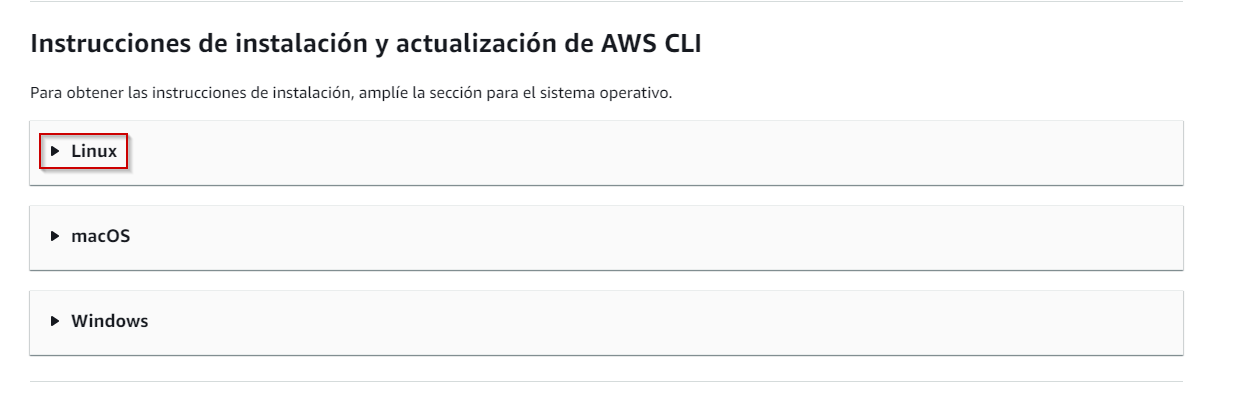 Instrucciones de instalación y actualización de AWS CLI
Para obtener las instrucciones de instalación, amplíe la sección para el sistema operativo.
Linux
macOS
Windows